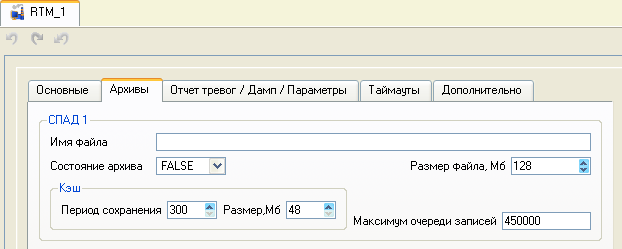 RTM_1
Основные Архивы Отчет тревог / Дамп / Параметры Таймауты Дополнительно
СПАД 1
Имя файла
Состояние архива FALSE Размер файла, Мб 128
Кэш
Период сохранения 300 Размер,Мб 48
Максимум очереди записей 450000